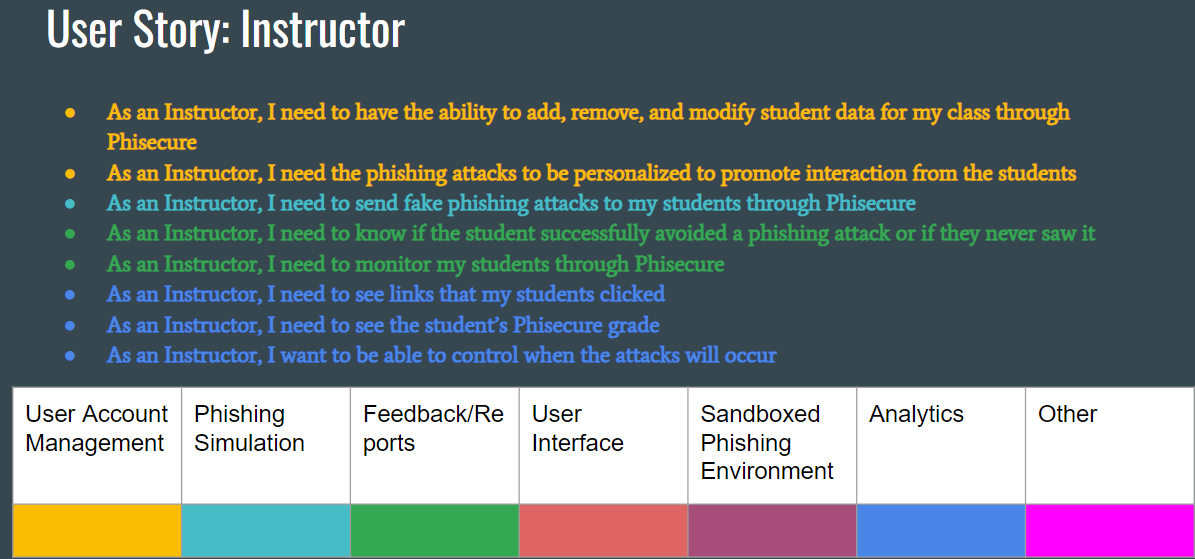 User Story: Instructor
● As an Instructor, I need to have the ability to add, remove, and modify student data for my class through
Phisecure
● As an Instructor, I need the phishing attacks to be personalized to promote interaction from the students
● As an Instructor, I need to send fake phishing attacks to my students through Phisecure
● As an Instructor, I need to know if the student successfully avoided a phishing attack or if they never saw it
● As an Instructor, I need to monitor my students through Phisecure
● As an Instructor, I need to see links that my students clicked
● As an Instructor, I need to see the student’s Phisecure grade
● As an Instructor, I want to be able to control when the attacks will occur
User Account
Management
Phishing
Simulation
Feedback/Re
ports
User
Interface
Sandboxed
Phishing
Environment
Analytics
Other